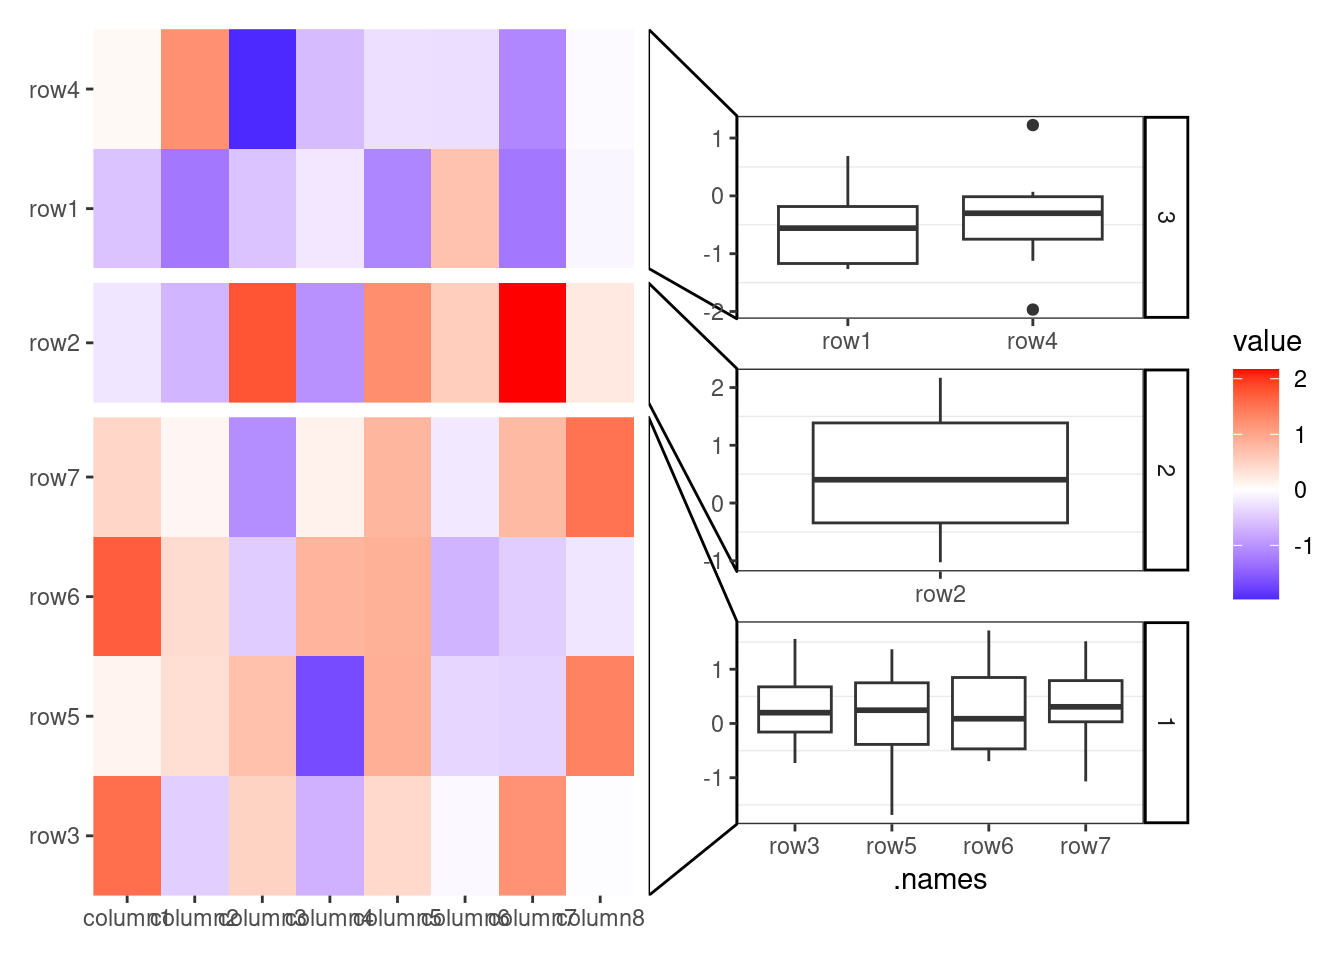 row4
row1
row2
row7
row6
row5
row3
column1 column2 column3 column4 column5 column6 column7 column8
1
0
-1
-2
row1 row4
3
2
1
0
-1
row2
2
1
0
-1
row3 row5 row6 row7
.names
1
value
2
1
0
-1